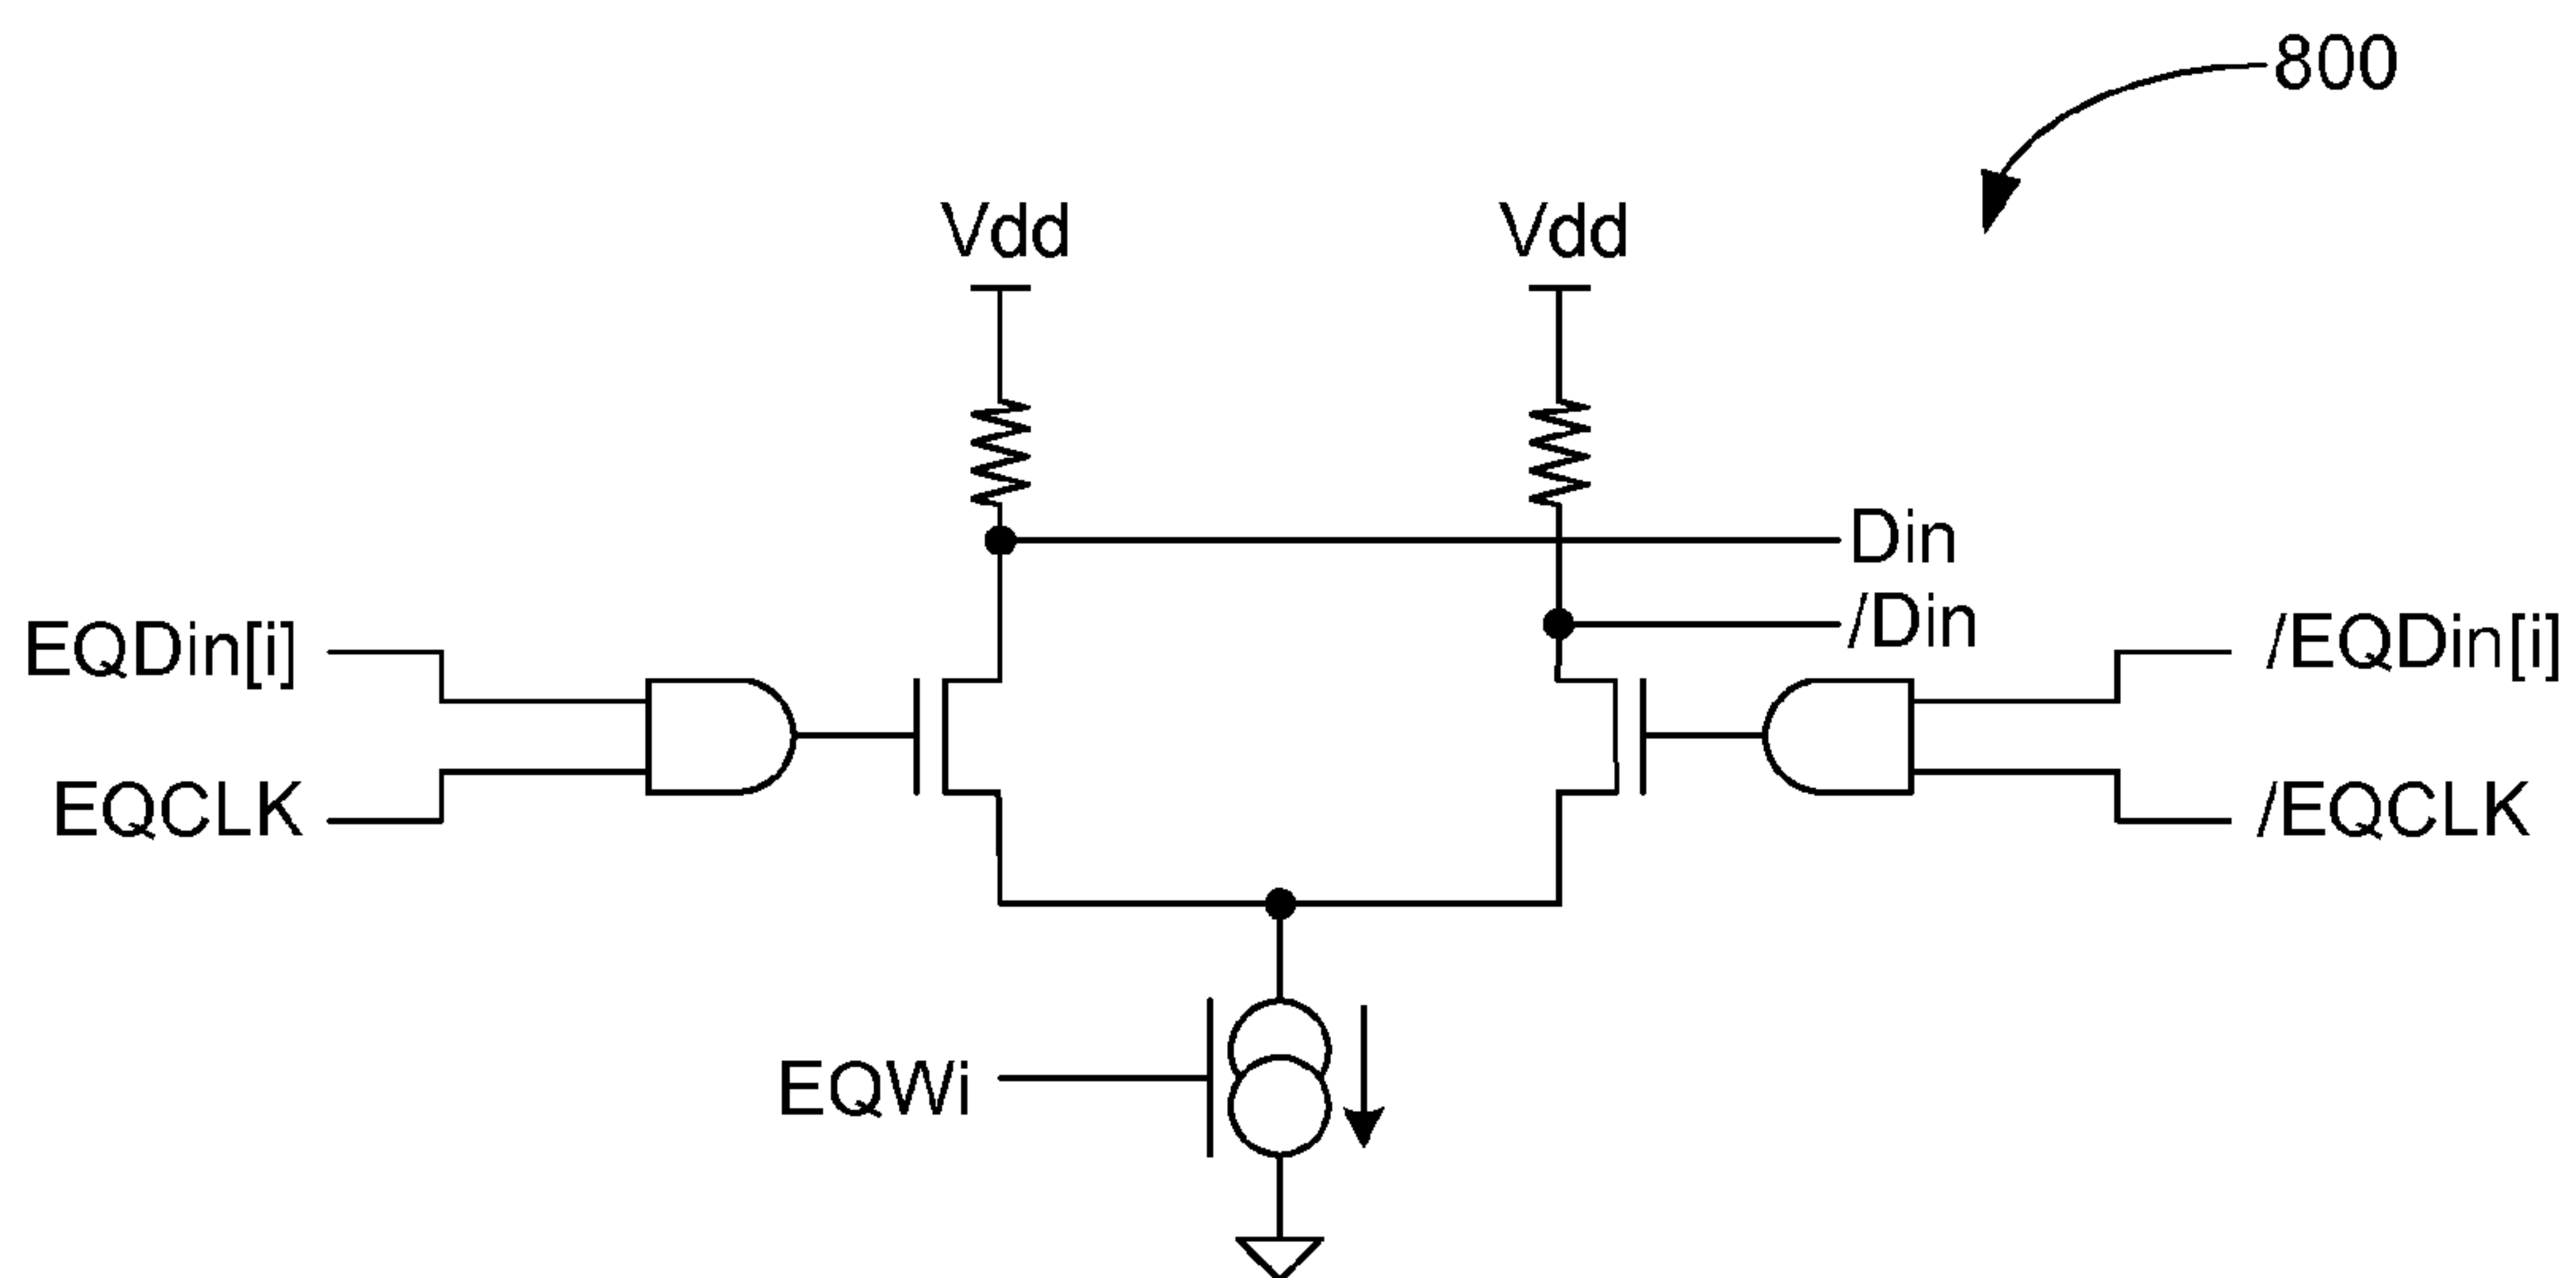 800
Vdd
Vdd
Din
/Din
EQDin[i]
/EQDin[i]
EQCLK
/EQCLK
EQWi